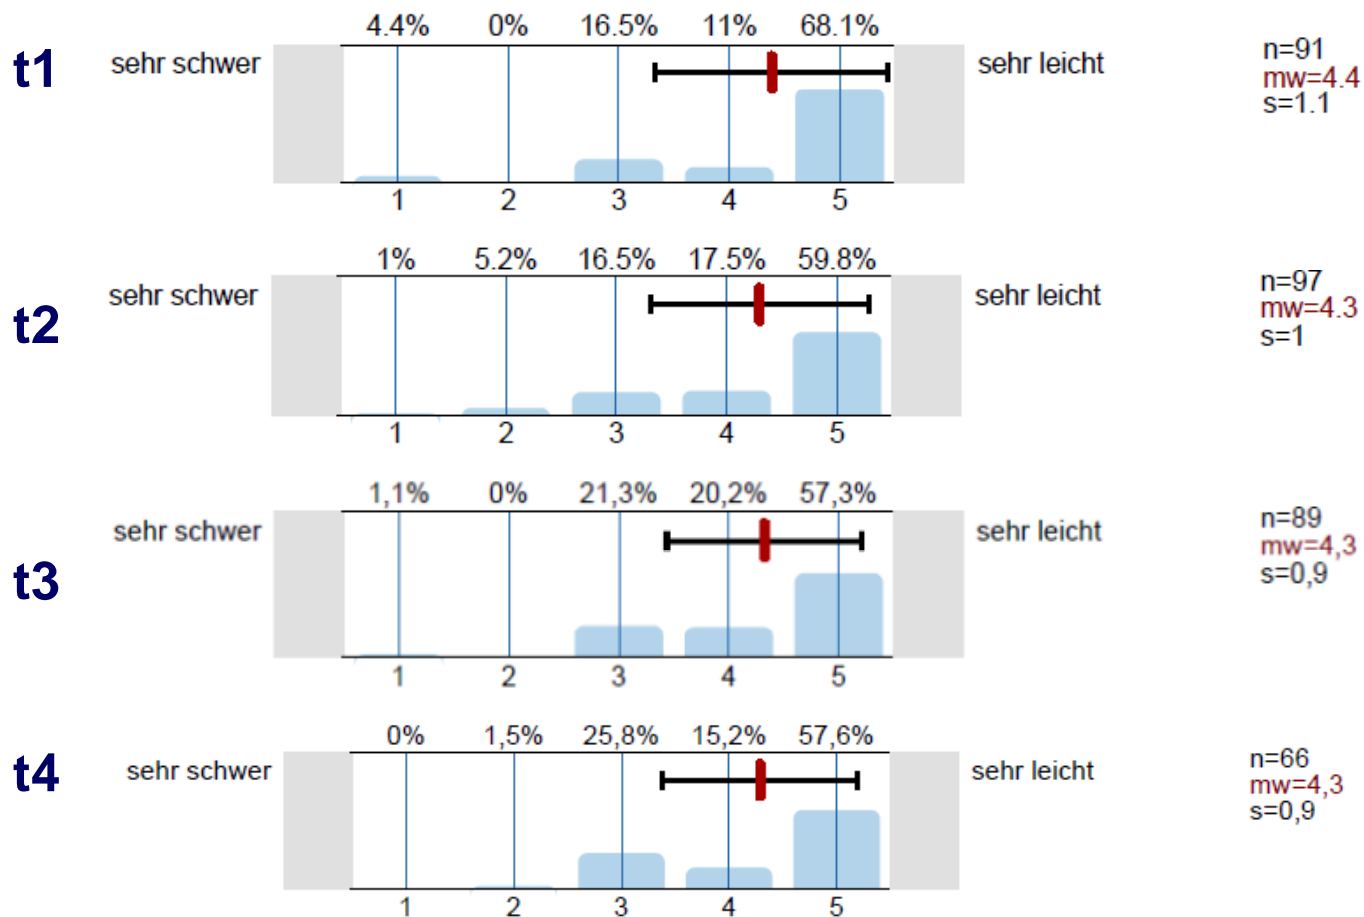 4.4% 0% 16.5% 11% 68.1%
t1 sehr schwer sehr leicht n=91
mw=4.4
s=1.1
1 2 3 4 5
1% 5.2% 16.5% 17.5% 59.8%
t2 sehr schwer sehr leicht n=97
mw=4.3
s=1
1 2 3 4 5
1,1% 0% 21,3% 20,2% 57,3%
t3 sehr schwer sehr leicht n=89
mw=4,3
s=0,9
1 2 3 4 5
0% 1,5% 25,8% 15,2% 57,6%
t4 sehr schwer sehr leicht n=66
mw=4,3
s=0,9
1 2 3 4 5